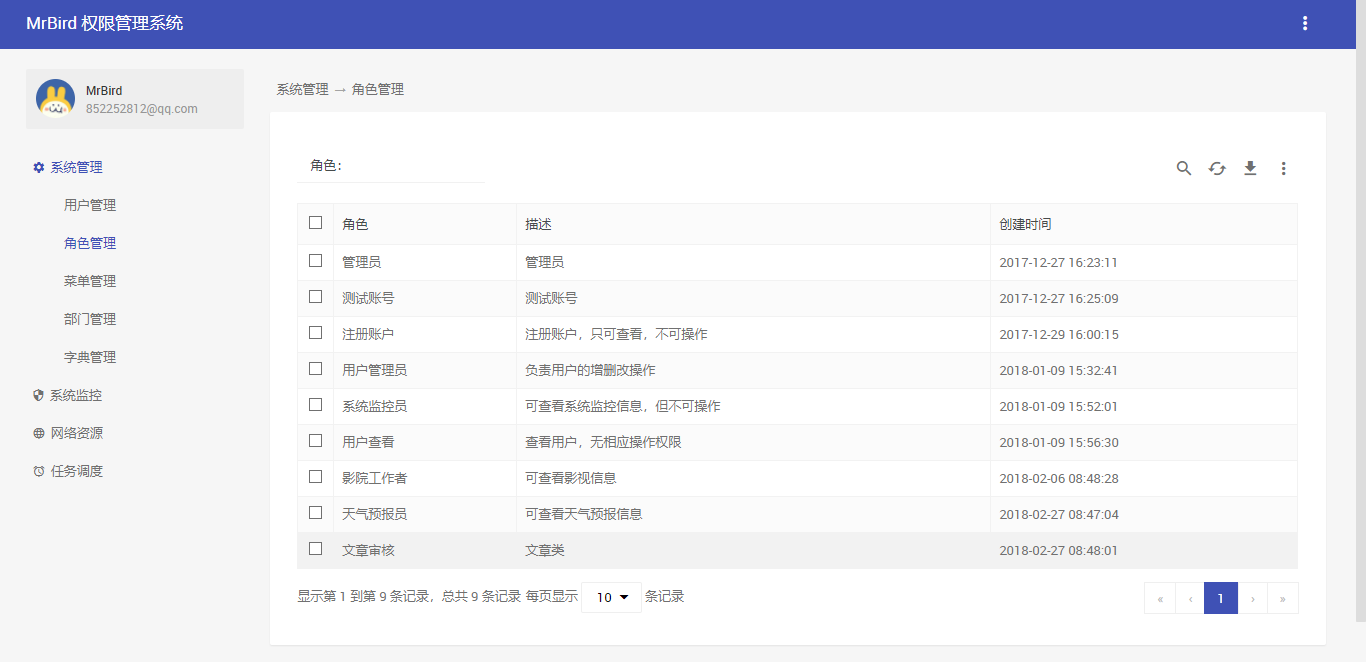 MrBird 权限管理系统
MrBird
852252812@qq.com
系统管理
用户管理
角色管理
菜单管理
部门管理
字典管理
系统监控
网络资源
任务调度
系统管理 → 角色管理
角色：
角色 描述 创建时间
管理员 管理员 2017-12-27 16:23:11
测试账号 测试账号 2017-12-27 16:25:09
注册账户 注册账户，只可查看，不可操作 2017-12-29 16:00:15
用户管理员 负责用户的增删改操作 2018-01-09 15:32:41
系统监控员 可查看系统监控信息，但不可操作 2018-01-09 15:52:01
用户查看 查看用户，无相应操作权限 2018-01-09 15:56:30
影院工作者 可查看影视信息 2018-02-06 08:48:28
天气预报员 可查看天气预报信息 2018-02-27 08:47:04
文章审核 文章类 2018-02-27 08:48:01
显示第 1 到第 9 条记录，总共 9 条记录 每页显示 10 条记录 « ‹ 1 › »